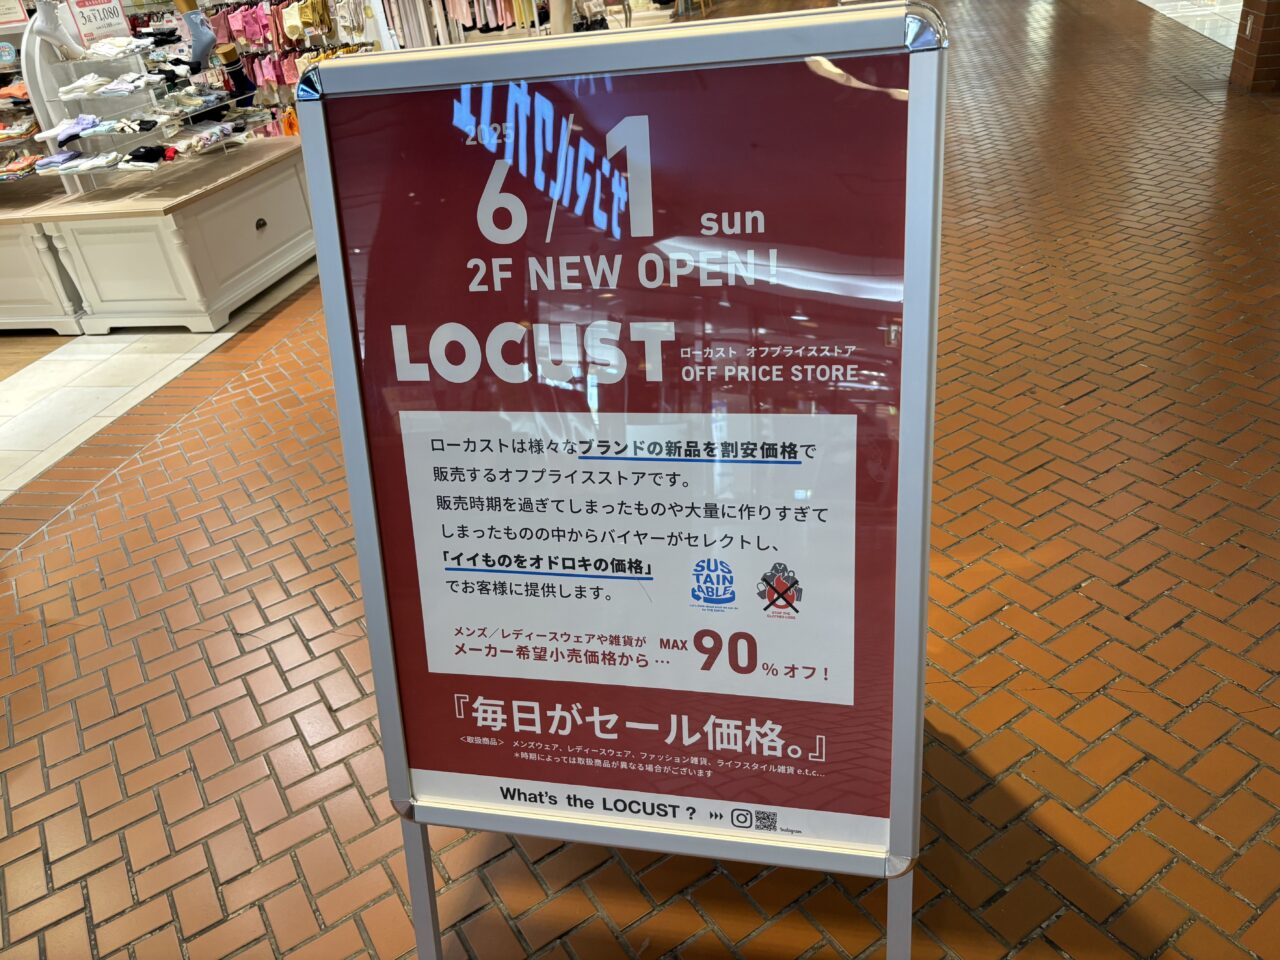 3足 ¥1,080
2025
6/1 sun
2F NEW OPEN!
LOCUST
ローカスト オフプライスストア
OFF PRICE STORE
ローカストは様々なブランドの新品を割安価格で
販売するオフプライスストアです。
販売時期を過ぎてしまったものや大量に作りすぎて
しまったものの中からバイヤーがセレクトし、
「イイものをオドロキの価格」
でお客様に提供します。
SUS
TAIN
ABLE
STOP THE
CLOTHES LOSS
メンズ／レディースウェアや雑貨が
メーカー希望小売価格から… MAX 90%オフ！
『毎日がセール価格。』
＜取扱商品＞ メンズウェア、レディースウェア、ファッション雑貨、ライフスタイル雑貨 e.t.c...
＊時期によっては取扱商品が異なる場合がございます
What's the LOCUST ?
Instagram